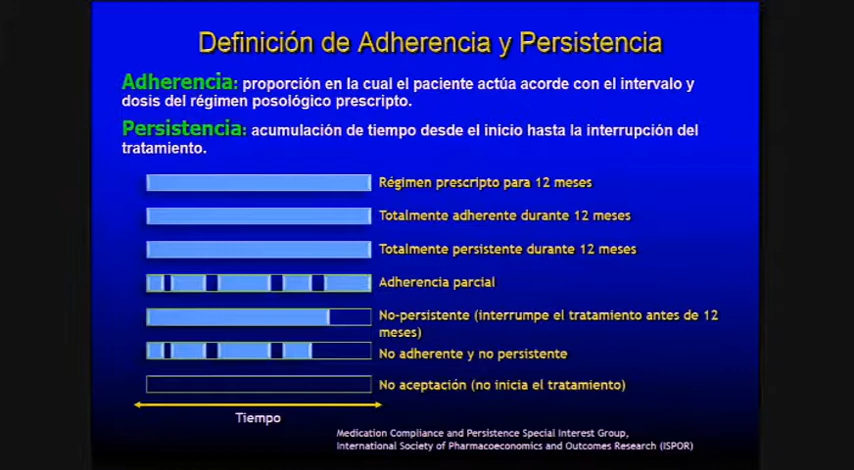 Definición de Adherencia y Persistencia
Adherencia: proporción en la cual el paciente actúa acorde con el intervalo y
dosis del régimen posológico prescripto.
Persistencia: acumulación de tiempo desde el inicio hasta la interrupción del
tratamiento.
Régimen prescripto para 12 meses
Totalmente adherente durante 12 meses
Totalmente persistente durante 12 meses
Adherencia parcial
No-persistente (interrumpe el tratamiento antes de 12
meses)
No adherente y no persistente
No aceptación (no inicia el tratamiento)
Tiempo
Medication Compliance and Persistence Special Interest Group,
International Society of Pharmacoeconomics and Outcomes Research (ISPOR)